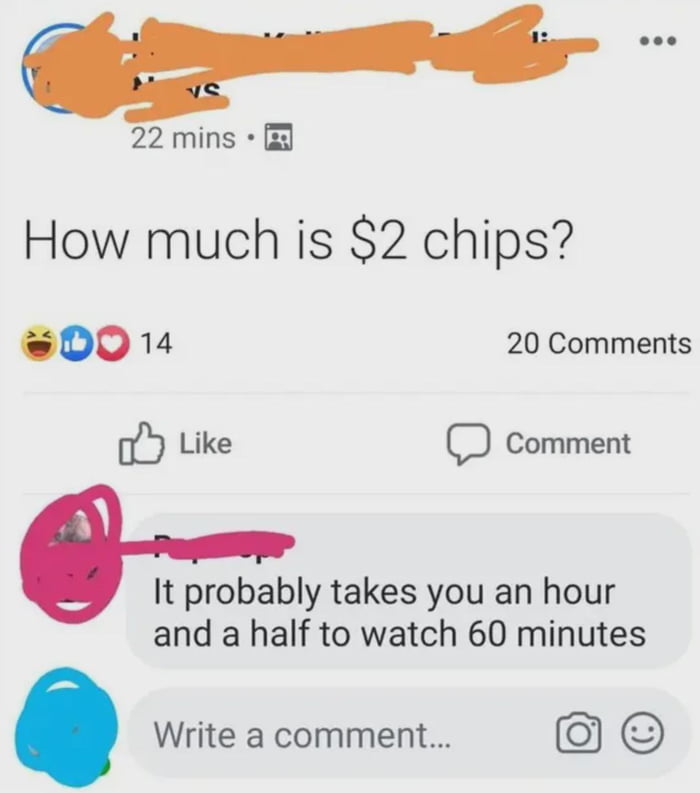 22 mins •
How much is $2 chips?
14 20 Comments
Like Comment
It probably takes you an hour
and a half to watch 60 minutes
Write a comment...